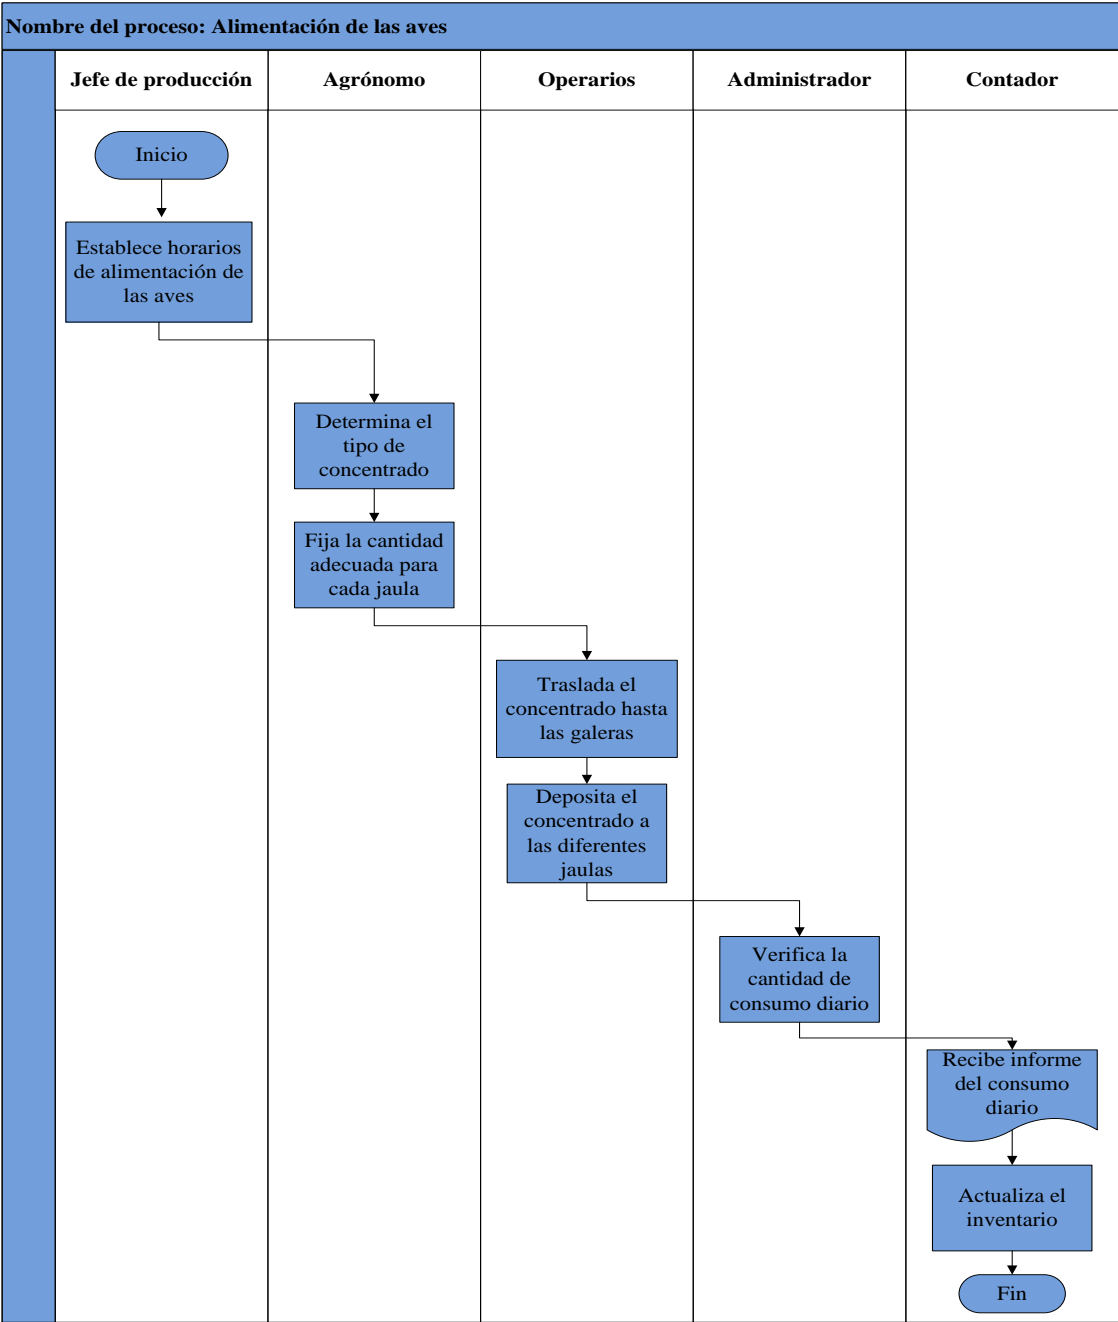 Nombre del proceso: Alimentación de las aves
Jefe de producción
Agrónomo
Operarios
Administrador
Contador
Inicio
Establece horarios
de alimentación de
las aves
Determina el
tipo de
concentrado
Fija la cantidad
adecuada para
cada jaula
Traslada el
concentrado hasta
las galeras
Deposita el
concentrado a
las diferentes
jaulas
Verifica la
cantidad de
consumo diario
Recibe informe
del consumo
diario
Actualiza el
inventario
Fin